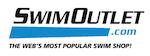 SWIMOUTLET
.com
THE WEB'S MOST POPULAR SWIM SHOP!